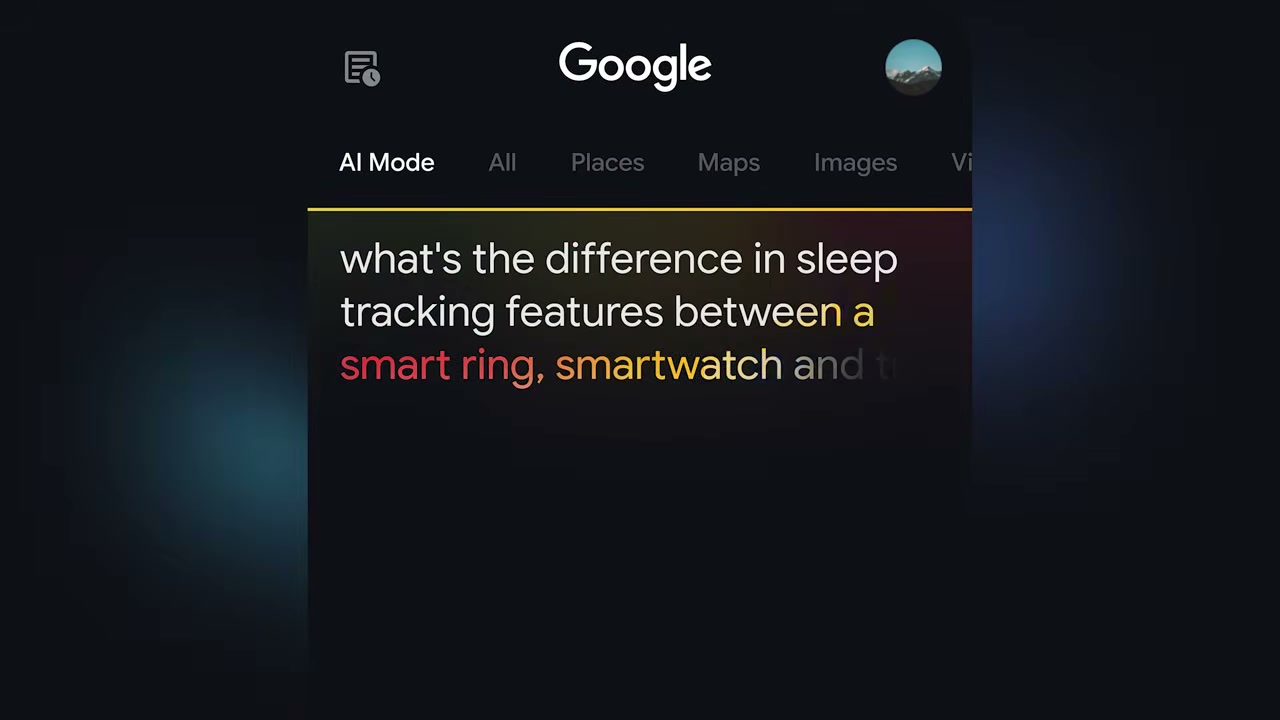 Google
AI Mode All Places Maps Images
what's the difference in sleep
tracking features between a
smart ring, smartwatch and